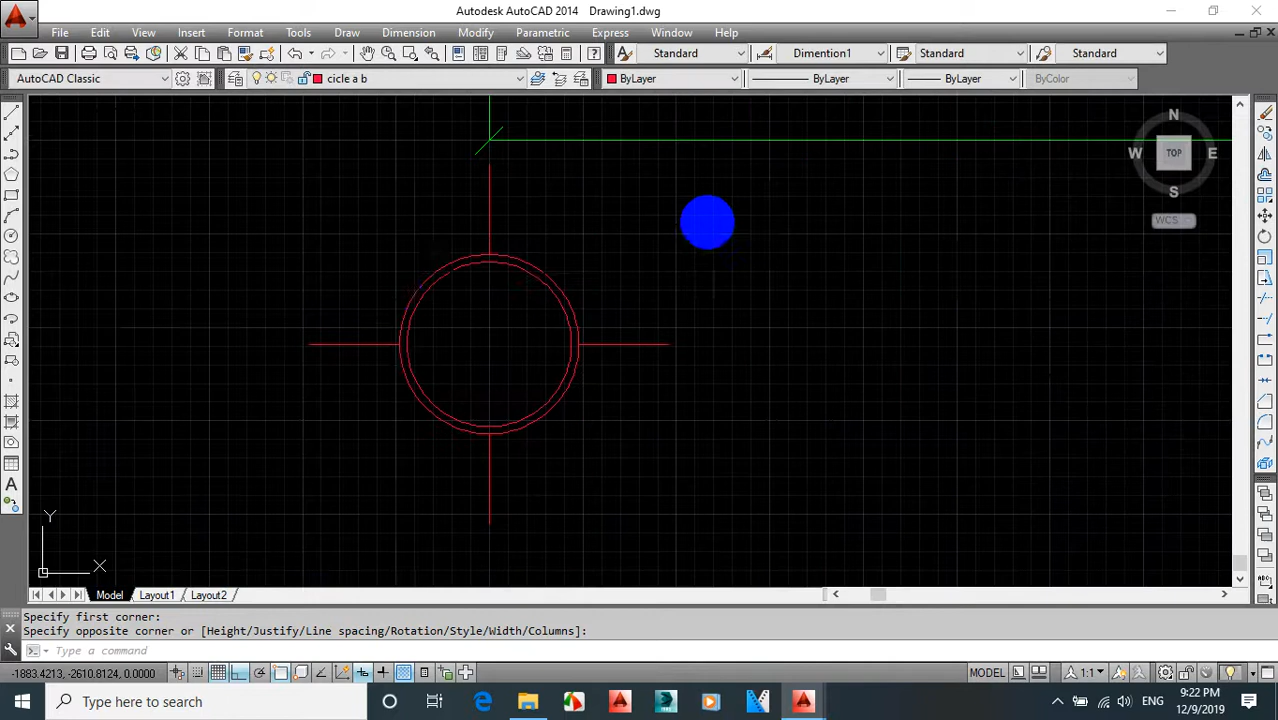 Autodesk AutoCAD 2014 Drawing1.dwg
File Edit View Insert Format Tools Draw Dimension Modify Parametric Express Window Help
Standard Dimention1 Standard Standard
AutoCAD Classic cicle a b ByLayer ByLayer ByLayer ByColor
N
W TOP E
S
WCS
Y
X
Model Layout1 Layout2
Specify first corner:
Specify opposite corner or [Height/Justify/Line spacing/Rotation/Style/Width/Columns]:
Type a command
-1883.4213, -2610.8124, 0.0000 MODEL 1:1
Type here to search ENG 9:22 PM
12/9/2019